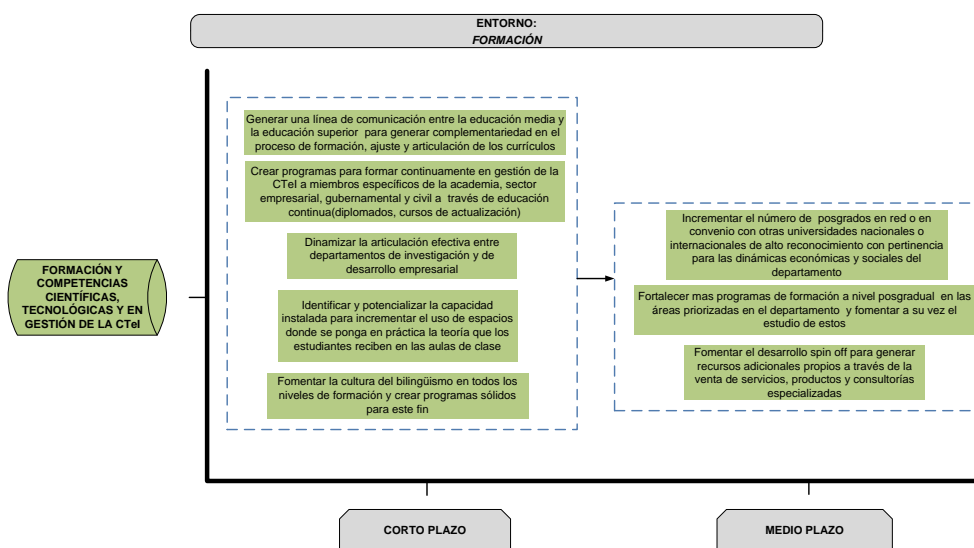 ENTORNO:
FORMACIÓN
Generar una línea de comunicación entre la educación media y
la educación superior para generar complementariedad en el
proceso de formación, ajuste y articulación de los currículos
Crear programas para formar continuamente en gestión de la
CTeI a miembros específicos de la academia, sector
empresarial, gubernamental y civil a través de educación
continua(diplomados, cursos de actualización)
Dinamizar la articulación efectiva entre
departamentos de investigación y de
desarrollo empresarial
Identificar y potencializar la capacidad
instalada para incrementar el uso de espacios
donde se ponga en práctica la teoría que los
estudiantes reciben en las aulas de clase
Fomentar la cultura del bilingüismo en todos los
niveles de formación y crear programas sólidos
para este fin
Incrementar el número de posgrados en red o en
convenio con otras universidades nacionales o
internacionales de alto reconocimiento con pertinencia
para las dinámicas económicas y sociales del
departamento
Fortalecer mas programas de formación a nivel posgradual en las
áreas priorizadas en el departamento y fomentar a su vez el
estudio de estos
Fomentar el desarrollo spin off para generar
recursos adicionales propios a través de la
venta de servicios, productos y consultorías
especializadas
FORMACIÓN Y
COMPETENCIAS
CIENTÍFICAS,
TECNOLÓGICAS Y EN
GESTIÓN DE LA CTeI
CORTO PLAZO
MEDIO PLAZO